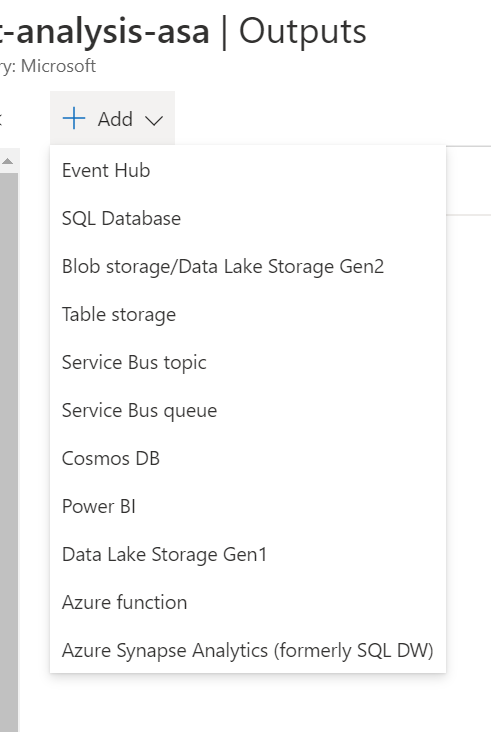 t-analysis-asa | Outputs
ry: Microsoft
+ Add
Event Hub
SQL Database
Blob storage/Data Lake Storage Gen2
Table storage
Service Bus topic
Service Bus queue
Cosmos DB
Power BI
Data Lake Storage Gen1
Azure function
Azure Synapse Analytics (formerly SQL DW)